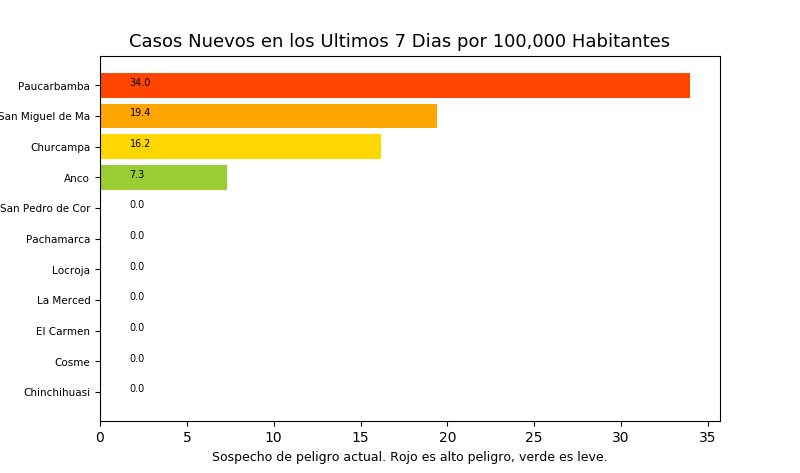 Casos Nuevos en los Ultimos 7 Dias por 100,000 Habitantes
Paucarbamba 34.0
San Miguel de Ma 19.4
Churcampa 16.2
Anco 7.3
San Pedro de Cor 0.0
Pachamarca 0.0
Locroja 0.0
La Merced 0.0
El Carmen 0.0
Cosme 0.0
Chinchihuasi 0.0
0 5 10 15 20 25 30 35
Sospecho de peligro actual. Rojo es alto peligro, verde es leve.